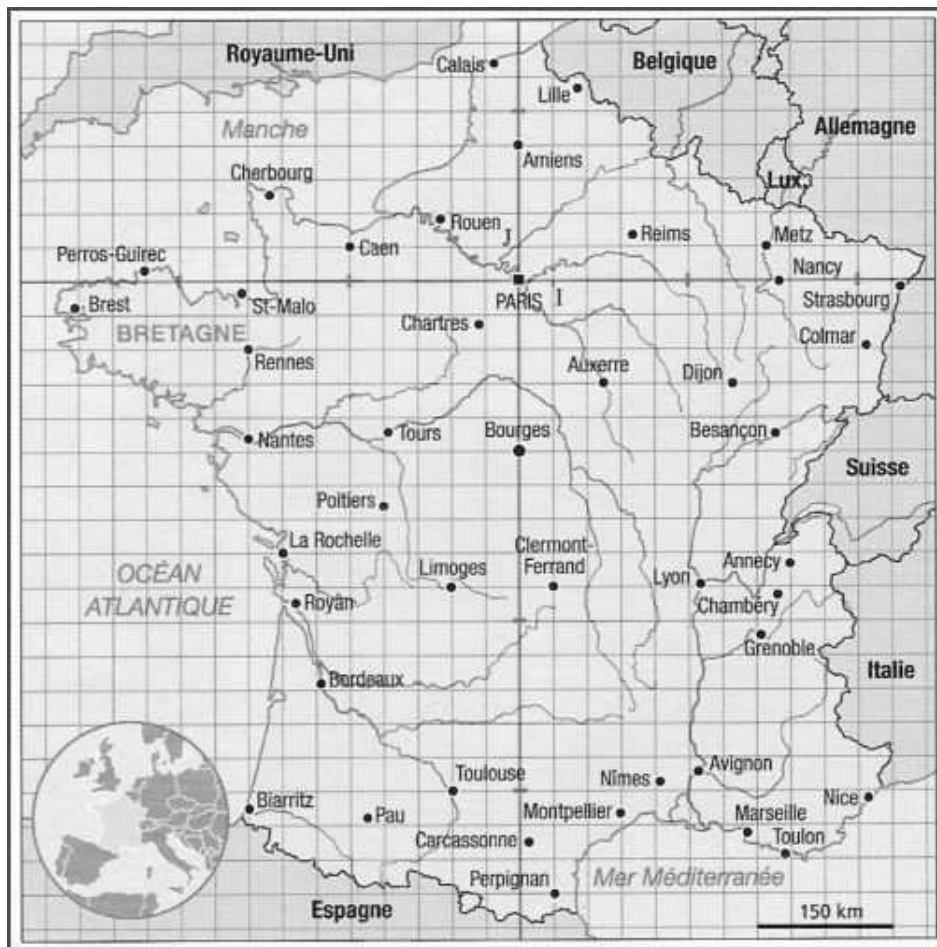 Royaume-Uni
Belgique
Calais
Lille
Manche
Allemagne
Amiens
Cherbourg
Lux.
Rouen
J
Reims
Metz
Caen
Perros-Guirec
Nancy
Brest
St-Malo
PARIS
I
Strasbourg
BRETAGNE
Chartres
Colmar
Rennes
Auxerre
Dijon
Nantes
Tours
Bourges
Besançon
Suisse
Poitiers
La Rochelle
Clermont-
Ferrand
Annecy
OCÉAN
ATLANTIQUE
Limoges
Lyon
Chambéry
Royan
Grenoble
Italie
Bordeaux
Toulouse
Nîmes
Avignon
Biarritz
Pau
Montpellier
Marseille
Nice
Carcassonne
Toulon
Perpignan
Mer Méditerranée
Espagne
150 km